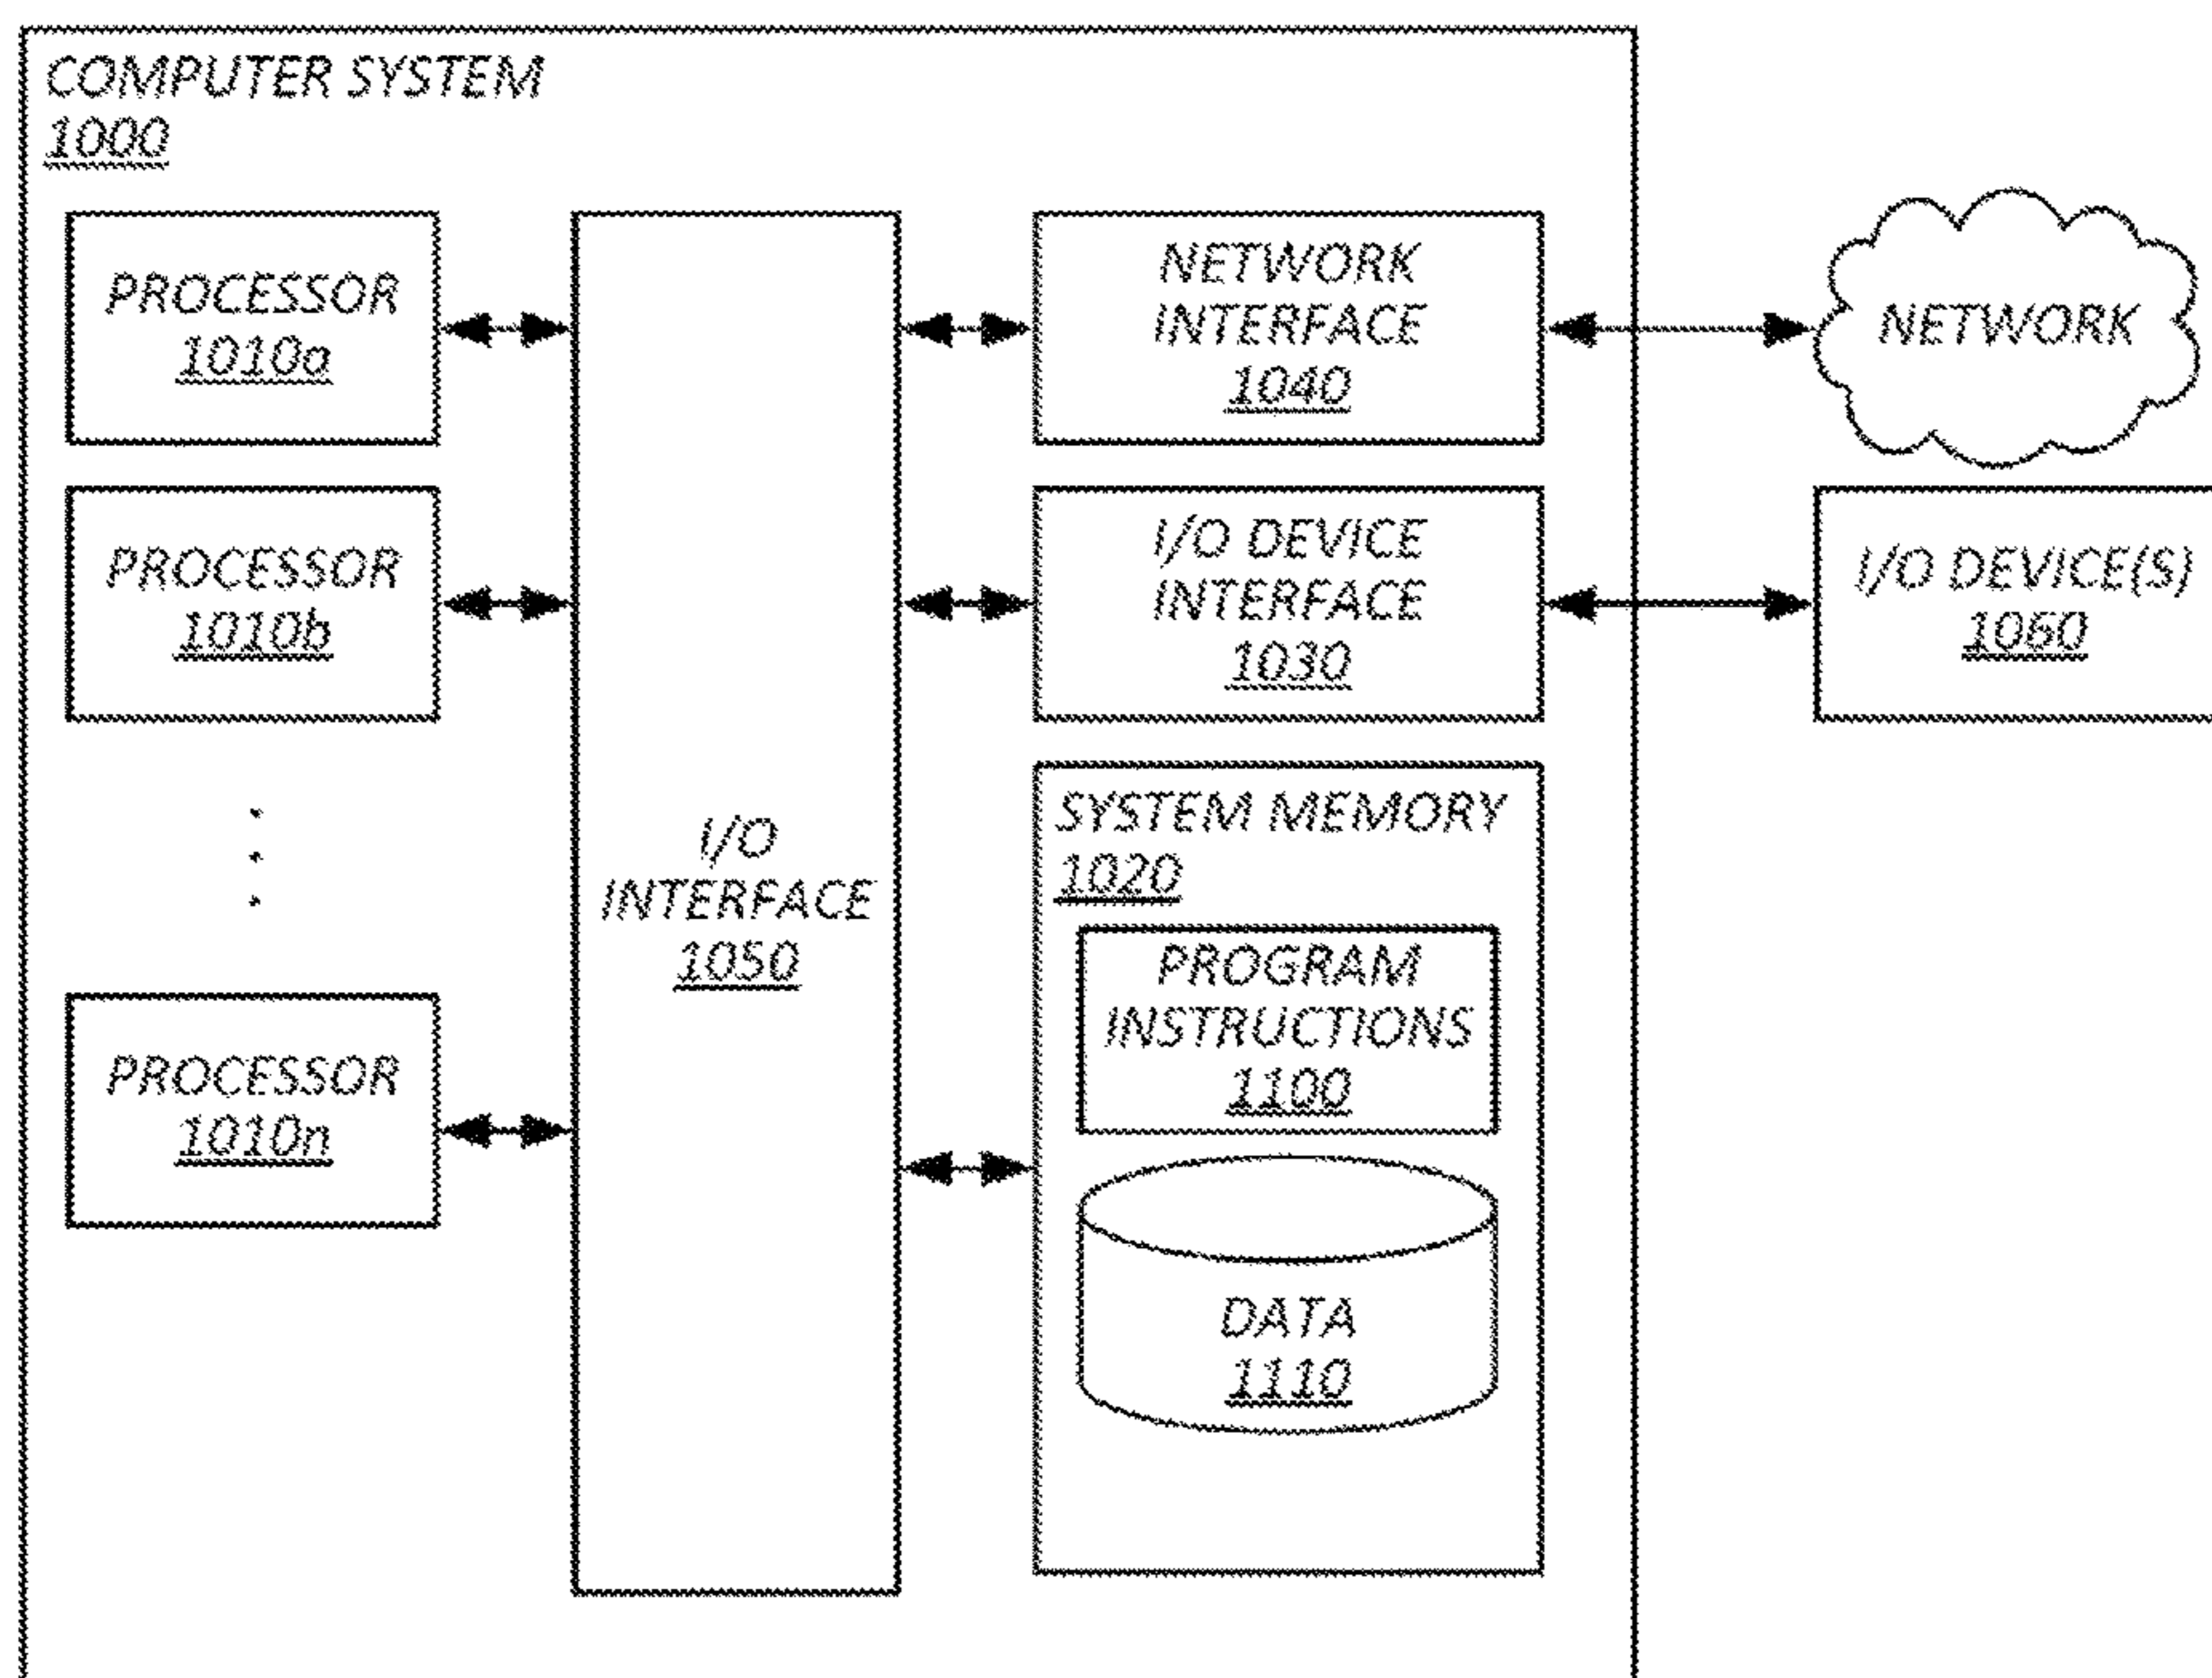 COMPUTER SYSTEM
1000
PROCESSOR
1010a
PROCESSOR
1010b
PROCESSOR
1010n
I/O
INTERFACE
1050
NETWORK
INTERFACE
1040
I/O DEVICE
INTERFACE
1030
SYSTEM MEMORY
1020
PROGRAM
INSTRUCTIONS
1100
DATA
1110
NETWORK
I/O DEVICE(S)
1060